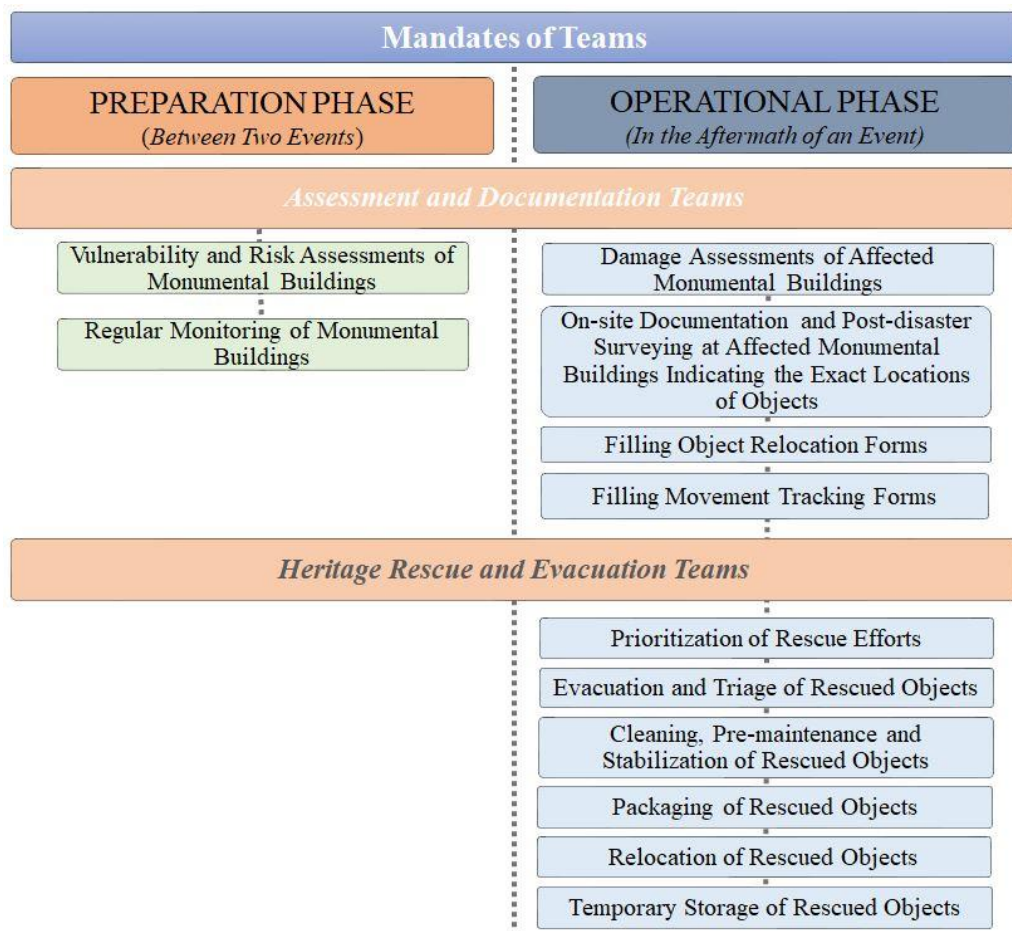 Mandates of Teams
PREPARATION PHASE
(Between Two Events)
OPERATIONAL PHASE
(In the Aftermath of an Event)
Assessment and Documentation Teams
Vulnerability and Risk Assessments of
Monumental Buildings
Regular Monitoring of Monumental
Buildings
Damage Assessments of Affected
Monumental Buildings
On-site Documentation and Post-disaster
Surveying at Affected Monumental
Buildings Indicating the Exact Locations
of Objects
Filling Object Relocation Forms
Filling Movement Tracking Forms
Heritage Rescue and Evacuation Teams
Prioritization of Rescue Efforts
Evacuation and Triage of Rescued Objects
Cleaning, Pre-maintenance and
Stabilization of Rescued Objects
Packaging of Rescued Objects
Relocation of Rescued Objects
Temporary Storage of Rescued Objects